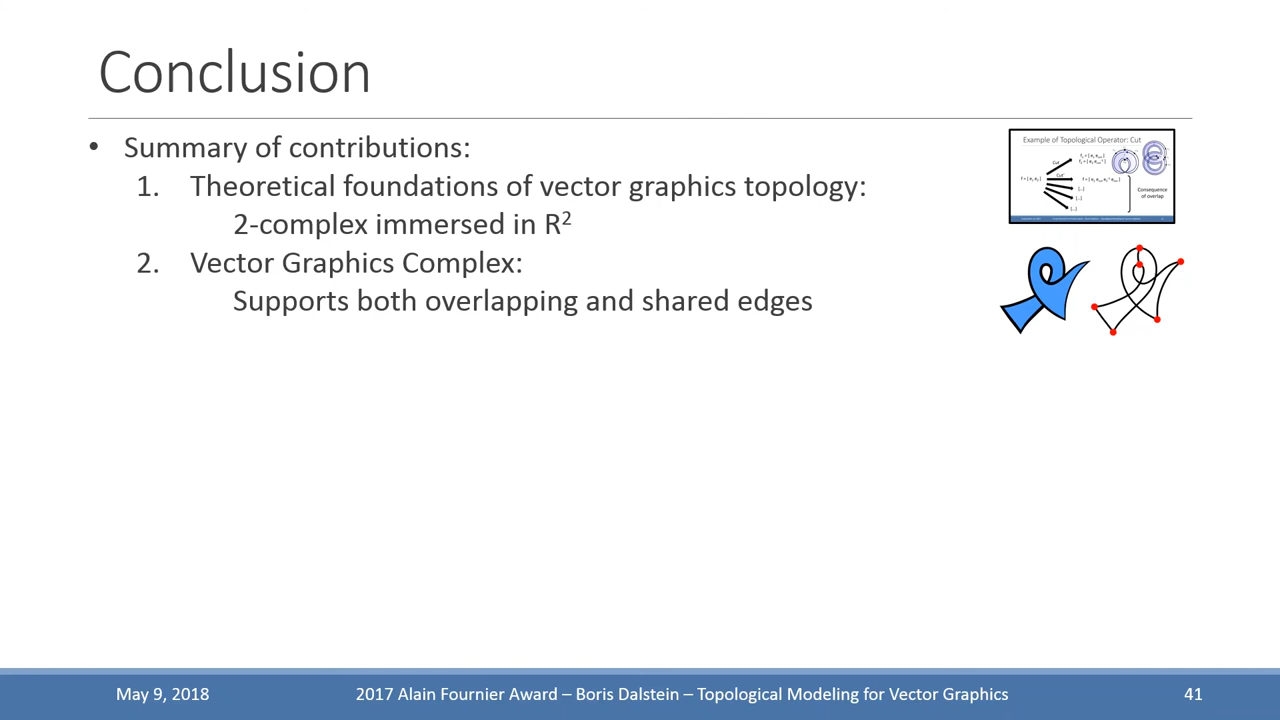 Conclusion
• Summary of contributions:
1. Theoretical foundations of vector graphics topology:
2-complex immersed in R²
2. Vector Graphics Complex:
Supports both overlapping and shared edges
Example of Topological Operator: Cut
Consequence
of overlap
May 9, 2018
2017 Alain Fournier Award – Boris Dalstein – Topological Modeling for Vector Graphics
41